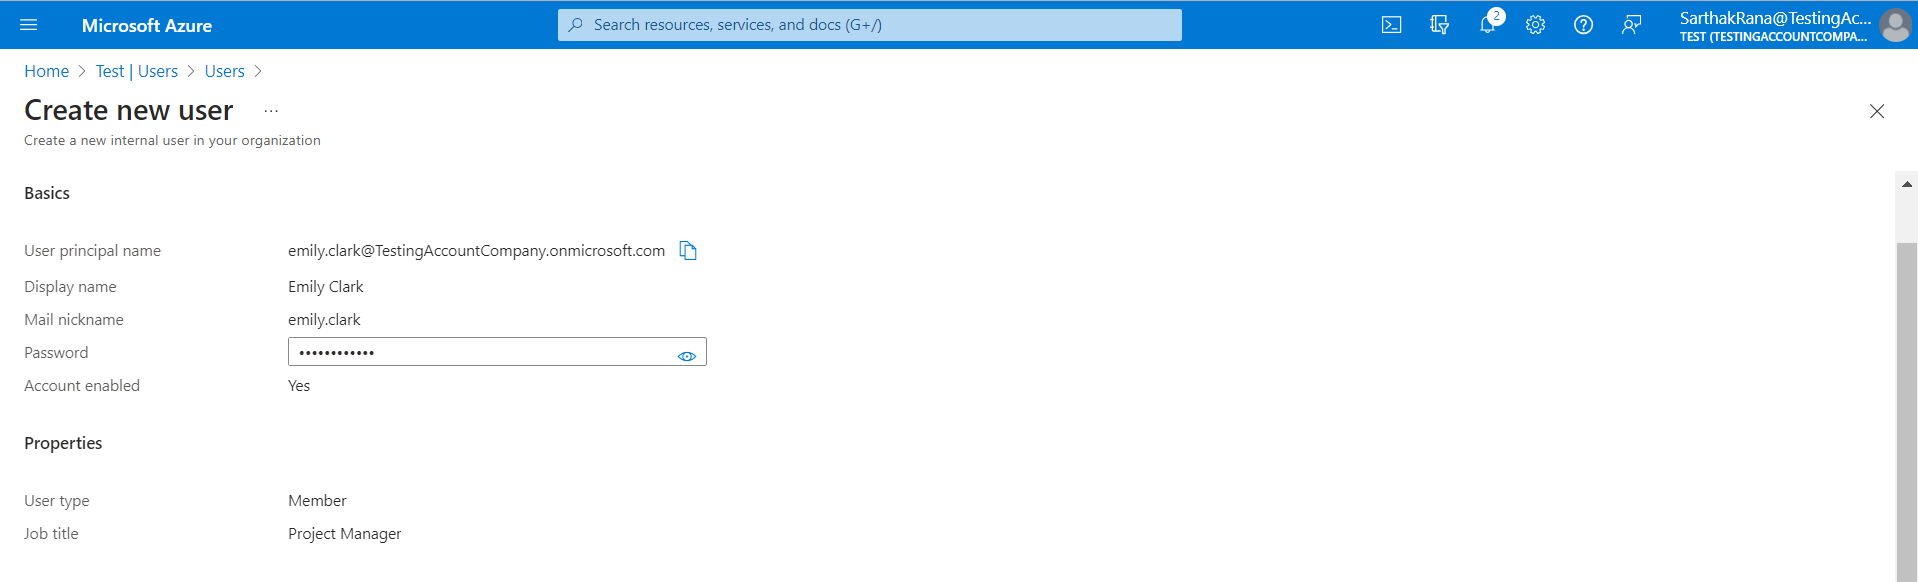 Microsoft Azure
Search resources, services, and docs (G+/)
2
SarthakRana@TestingAc...
TEST (TESTINGACCOUNTCOMPA...
Home > Test | Users > Users >
Create new user ...
Create a new internal user in your organization
Basics
User principal name emily.clark@TestingAccountCompany.onmicrosoft.com
Display name Emily Clark
Mail nickname emily.clark
Password ••••••••••••
Account enabled Yes
Properties
User type Member
Job title Project Manager